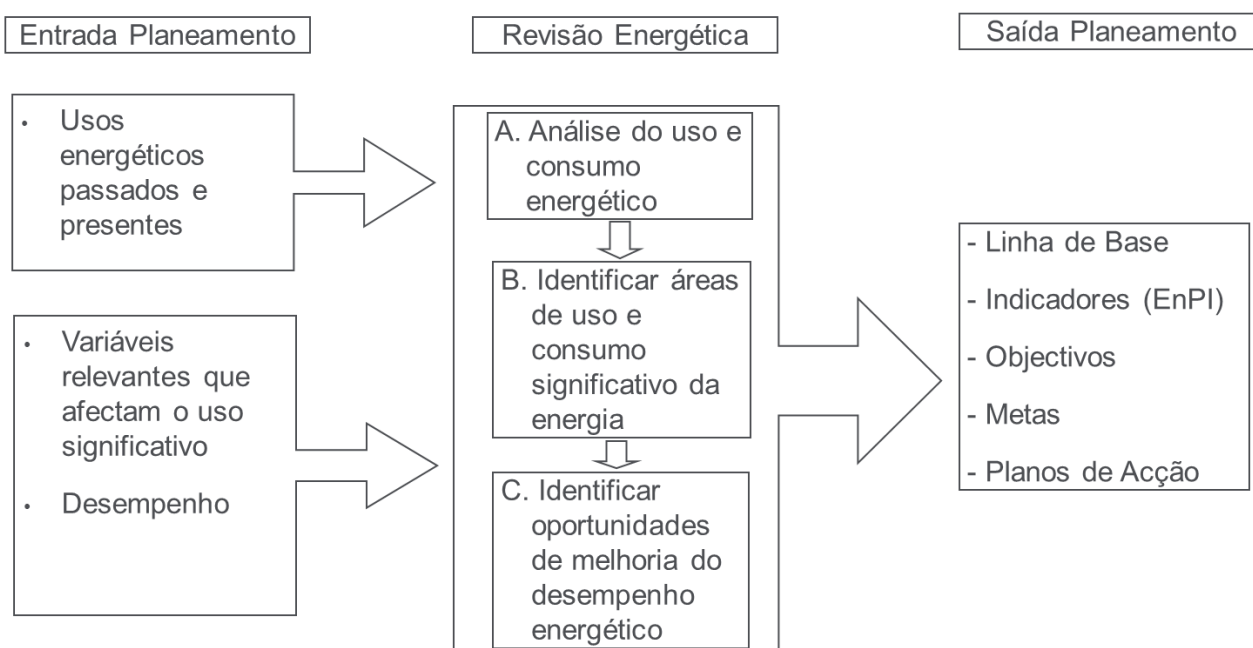 Entrada Planeamento
Revisão Energética
Saída Planeamento
• Usos
energéticos
passados e
presentes
• Variáveis
relevantes que
afectam o uso
significativo
• Desempenho
A. Análise do uso e
consumo
energético
B. Identificar áreas
de uso e
consumo
significativo da
energia
C. Identificar
oportunidades
de melhoria do
desempenho
energético
- Linha de Base
- Indicadores (EnPI)
- Objectivos
- Metas
- Planos de Acção